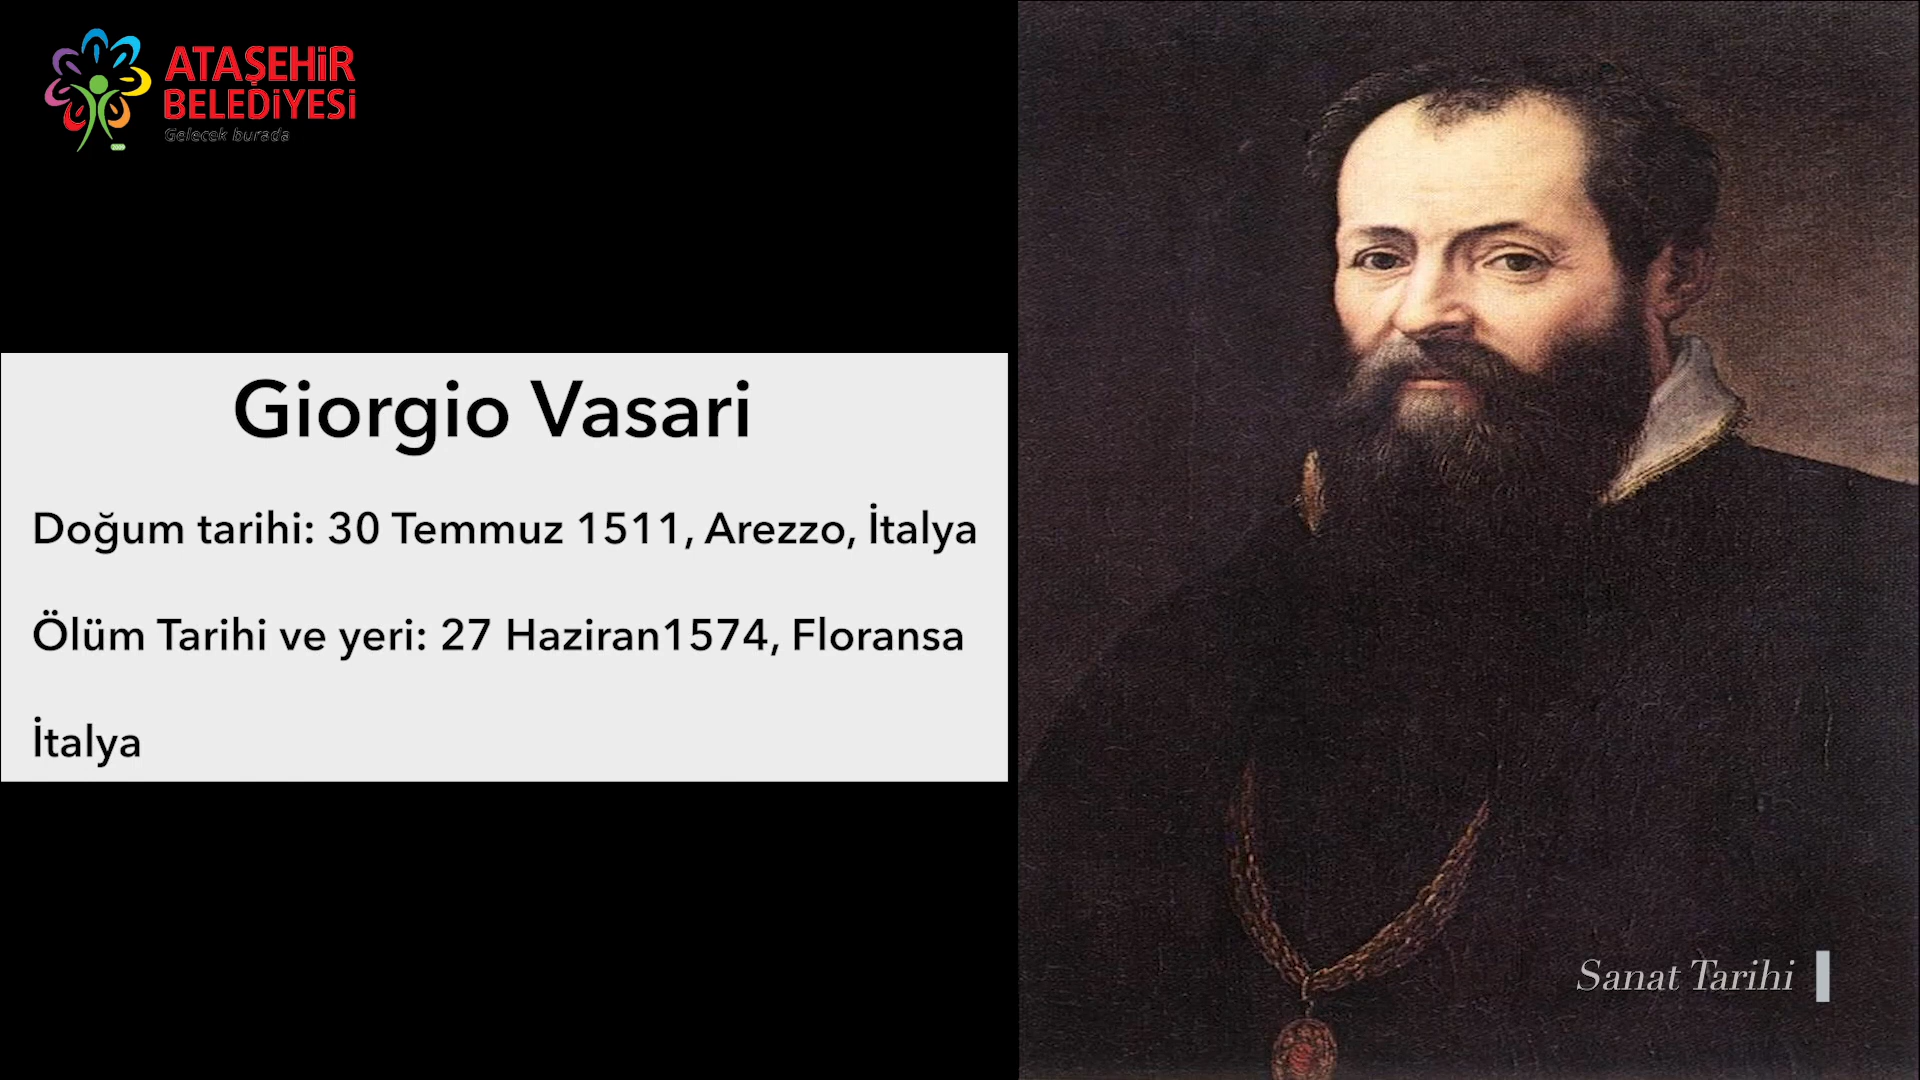 ATAŞEHİR
BELEDİYESİ
Gelecek burada
Giorgio Vasari
Doğum tarihi: 30 Temmuz 1511, Arezzo, İtalya
Ölüm Tarihi ve yeri: 27 Haziran1574, Floransa
İtalya
Sanat Tarihi